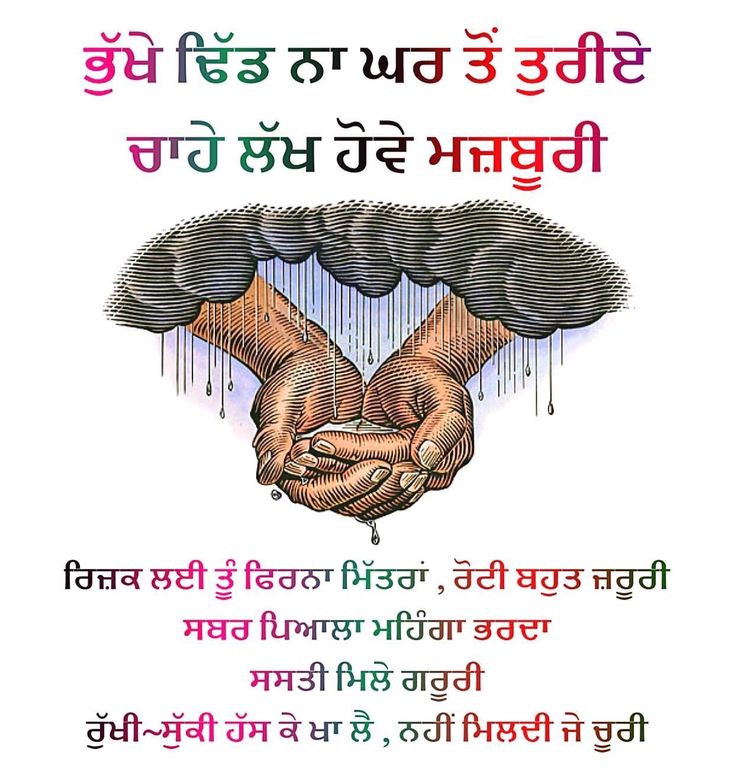 ਭੁੱਖੇ ਢਿੱਡ ਨਾ ਘਰ ਤੋਂ ਤੁਰੀਏ
ਚਾਹੇ ਲੱਖ ਹੋਵੇ ਮਜ਼ਬੂਰੀ
ਰਿਜ਼ਕ ਲਈ ਤੂੰ ਫਿਰਨਾ ਮਿੱਤਰਾਂ , ਰੋਟੀ ਬਹੁਤ ਜ਼ਰੂਰੀ
ਸਬਰ ਪਿਆਲਾ ਮਹਿੰਗਾ ਭਰਦਾ
ਸਸਤੀ ਮਿਲੇ ਗਰੂਰੀ
ਰੁੱਖੀ~ਸੁੱਕੀ ਹੱਸ ਕੇ ਖਾ ਲੈ , ਨਹੀਂ ਮਿਲਦੀ ਜੇ ਚੂਰੀ